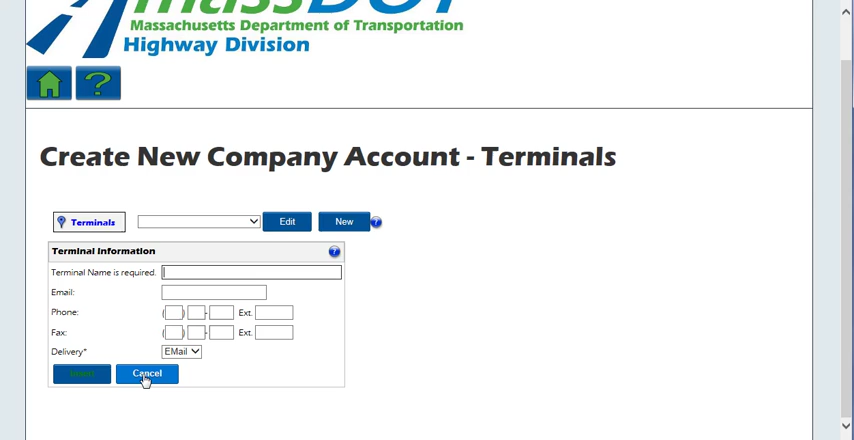 massDOT
Massachusetts Department of Transportation
Highway Division
?
Create New Company Account - Terminals
Terminals Edit New ?
Terminal Information ?
Terminal Name is required.
Email:
Phone: ( ) - Ext.
Fax: ( ) - Ext.
Delivery* EMail
Cancel